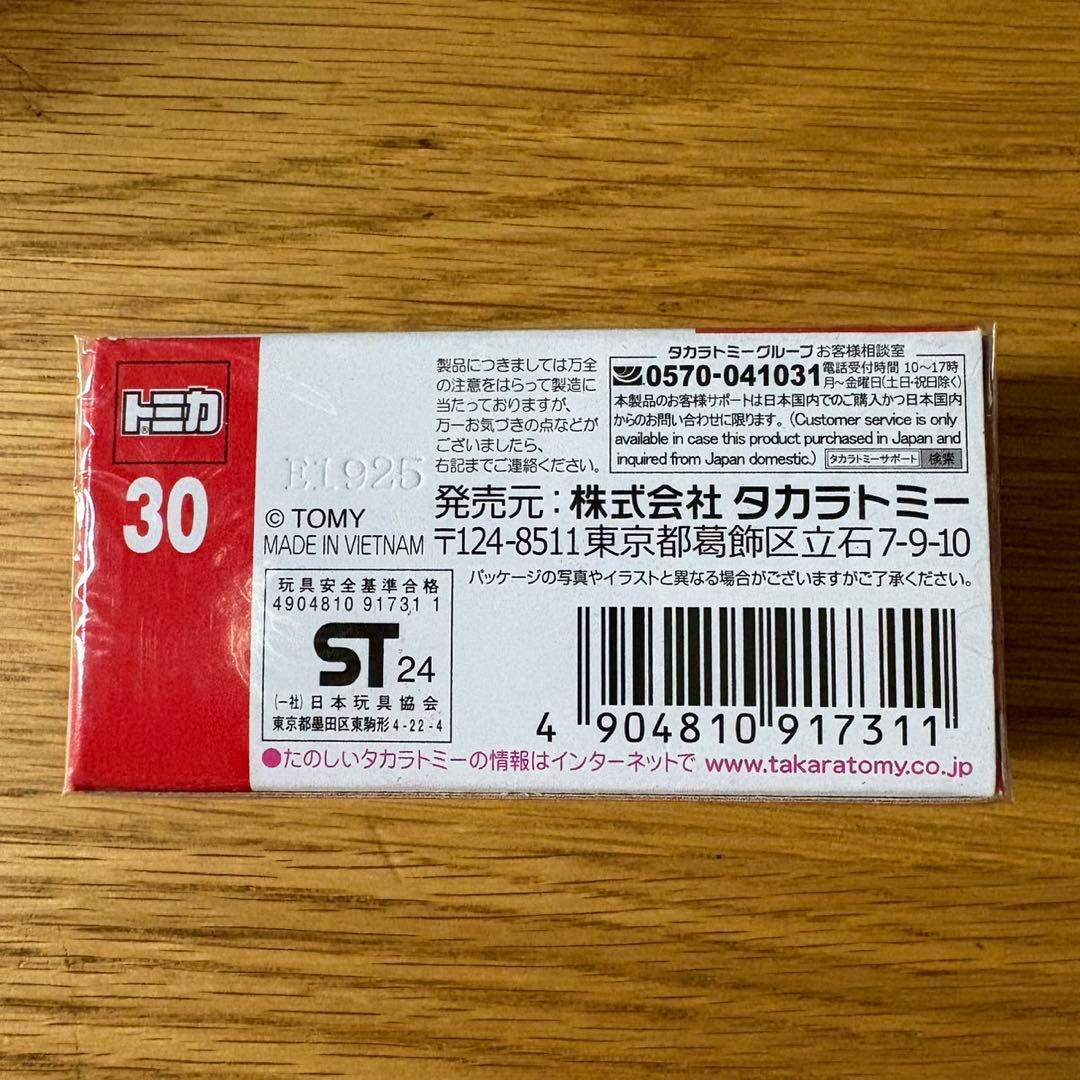 トミカ
®
30
製品につきましては万全
の注意をはらって製造に
当たっておりますが、
万一お気づきの点などが
ございましたら、
右記までご連絡ください。
タカラトミーグループ お客様相談室
0570-041031 電話受付時間 10〜17時
月〜金曜日(土日・祝日除く)
本製品のお客様サポートは日本国内でのご購入かつ日本国内
からのお問い合わせに限ります。(Customer service is only
available in case this product purchased in Japan and
inquired from Japan domestic.) タカラトミーサポート 検索
E1925
© TOMY
MADE IN VIETNAM
発売元：株式会社 タカラトミー
〒124-8511 東京都葛飾区立石 7-9-10
パッケージの写真やイラストと異なる場合がございますがご了承ください。
玩具安全基準合格
4904810 91731 1
ST 24
(一社) 日本玩具協会
東京都墨田区東駒形 4-22-4
4 904810 917311
●たのしいタカラトミーの情報はインターネットで www.takaratomy.co.jp